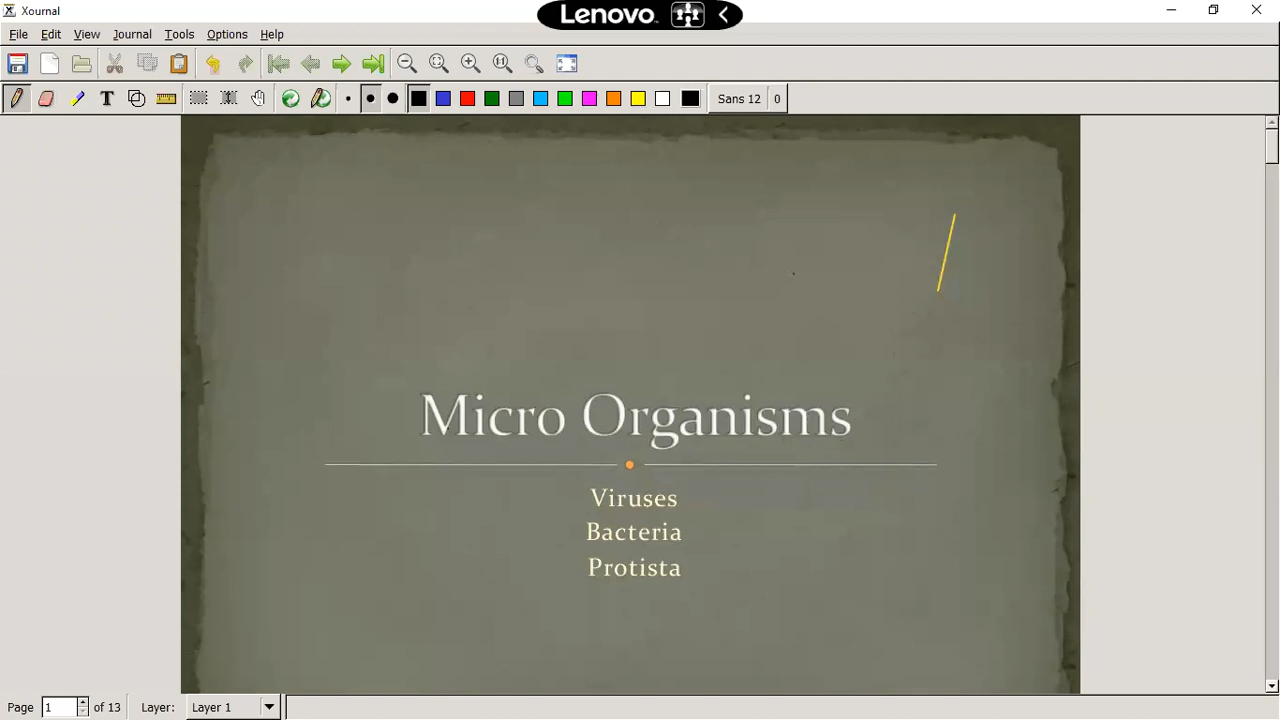 Xournal
Lenovo
File Edit View Journal Tools Options Help
T Sans 12 0
Micro Organisms
Viruses
Bacteria
Protista
Page 1 of 13 Layer: Layer 1